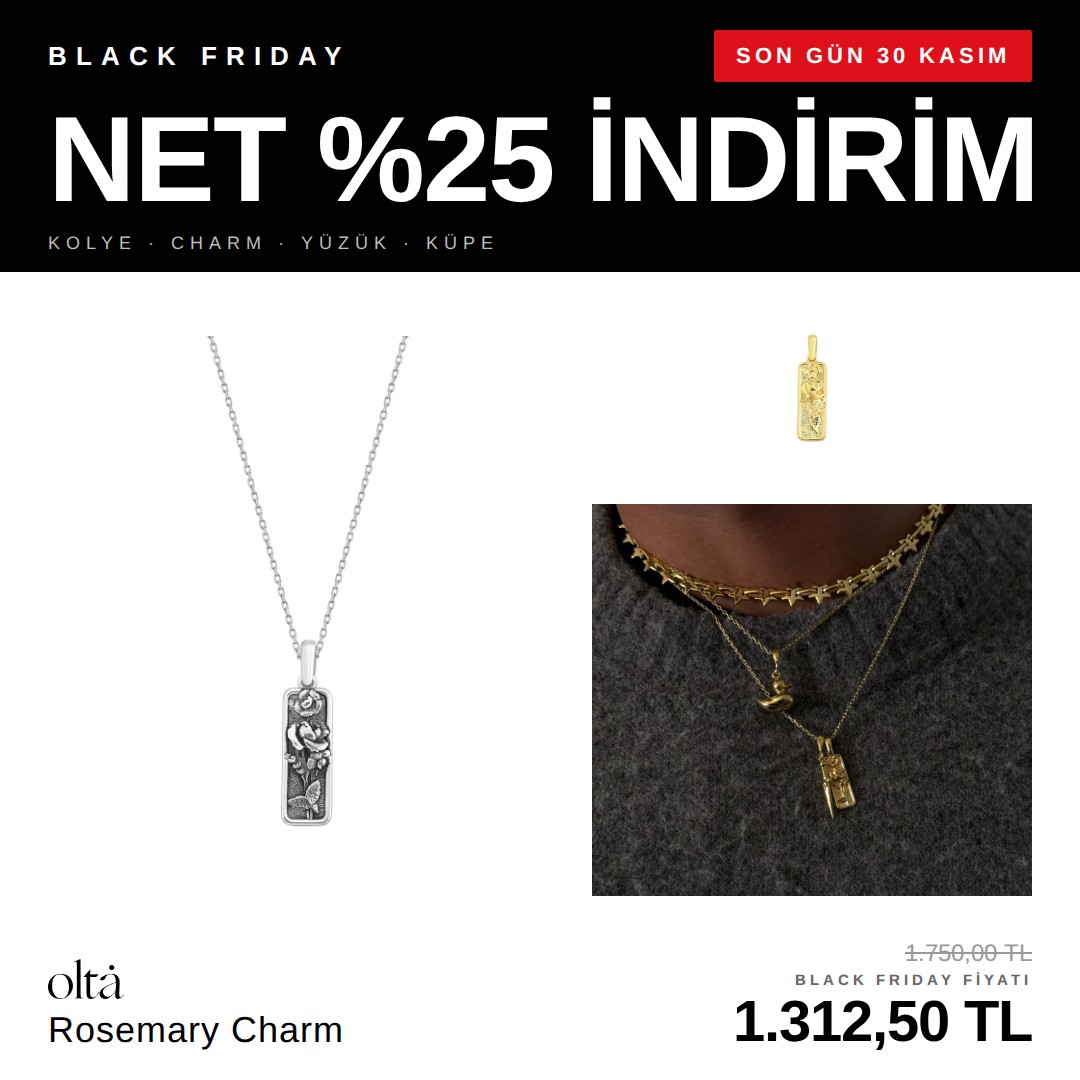 BLACK FRIDAY
SON GÜN 30 KASIM
NET %25 İNDİRİM
KOLYE · CHARM · YÜZÜK · KÜPE
olta
Rosemary Charm
1.750,00 TL
BLACK FRIDAY FİYATI
1.312,50 TL